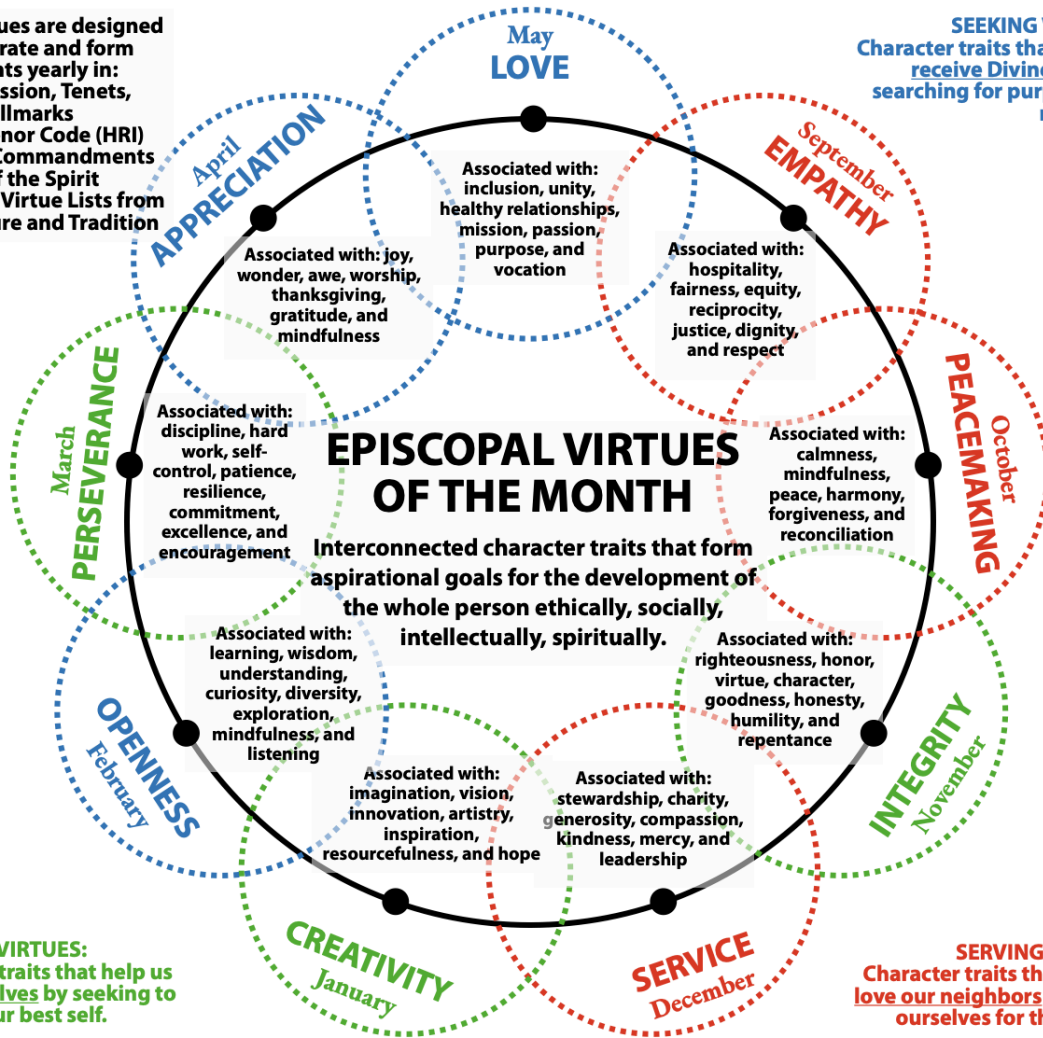 ues are designed
rate and form
nts yearly in:
ssion, Tenets,
llmarks
nor Code (HRI)
Commandments
f the Spirit
Virtue Lists from
ure and Tradition
SEEKING
Character traits tha
receive Divin
searching for pur
May
LOVE
Associated with:
inclusion, unity,
healthy relationships,
mission, passion,
purpose, and
vocation
September
EMPATHY
Associated with:
hospitality,
fairness, equity,
reciprocity,
justice, dignity,
and respect
October
PEACEMAKING
Associated with:
calmness,
mindfulness,
peace, harmony,
forgiveness, and
reconciliation
November
INTEGRITY
Associated with:
righteousness, honor,
virtue, character,
goodness, honesty,
humility, and
repentance
SERVICE
December
Associated with:
stewardship, charity,
generosity, compassion,
kindness, mercy, and
leadership
CREATIVITY
January
Associated with:
imagination, vision,
innovation, artistry,
inspiration,
resourcefulness, and hope
OPENNESS
February
Associated with:
learning, wisdom,
understanding,
curiosity, diversity,
exploration,
mindfulness, and
listening
March
PERSEVERANCE
Associated with:
discipline, hard
work, self-
control, patience,
resilience,
commitment,
excellence, and
encouragement
April
APPRECIATION
Associated with: joy,
wonder, awe, worship,
thanksgiving,
gratitude, and
mindfulness
EPISCOPAL VIRTUES
OF THE MONTH
Interconnected character traits that form
aspirational goals for the development of
the whole person ethically, socially,
intellectually, spiritually.
VIRTUES:
traits that help us
lves by seeking to
ur best self.
SERVING
Character traits th
love our neighbors
ourselves for th